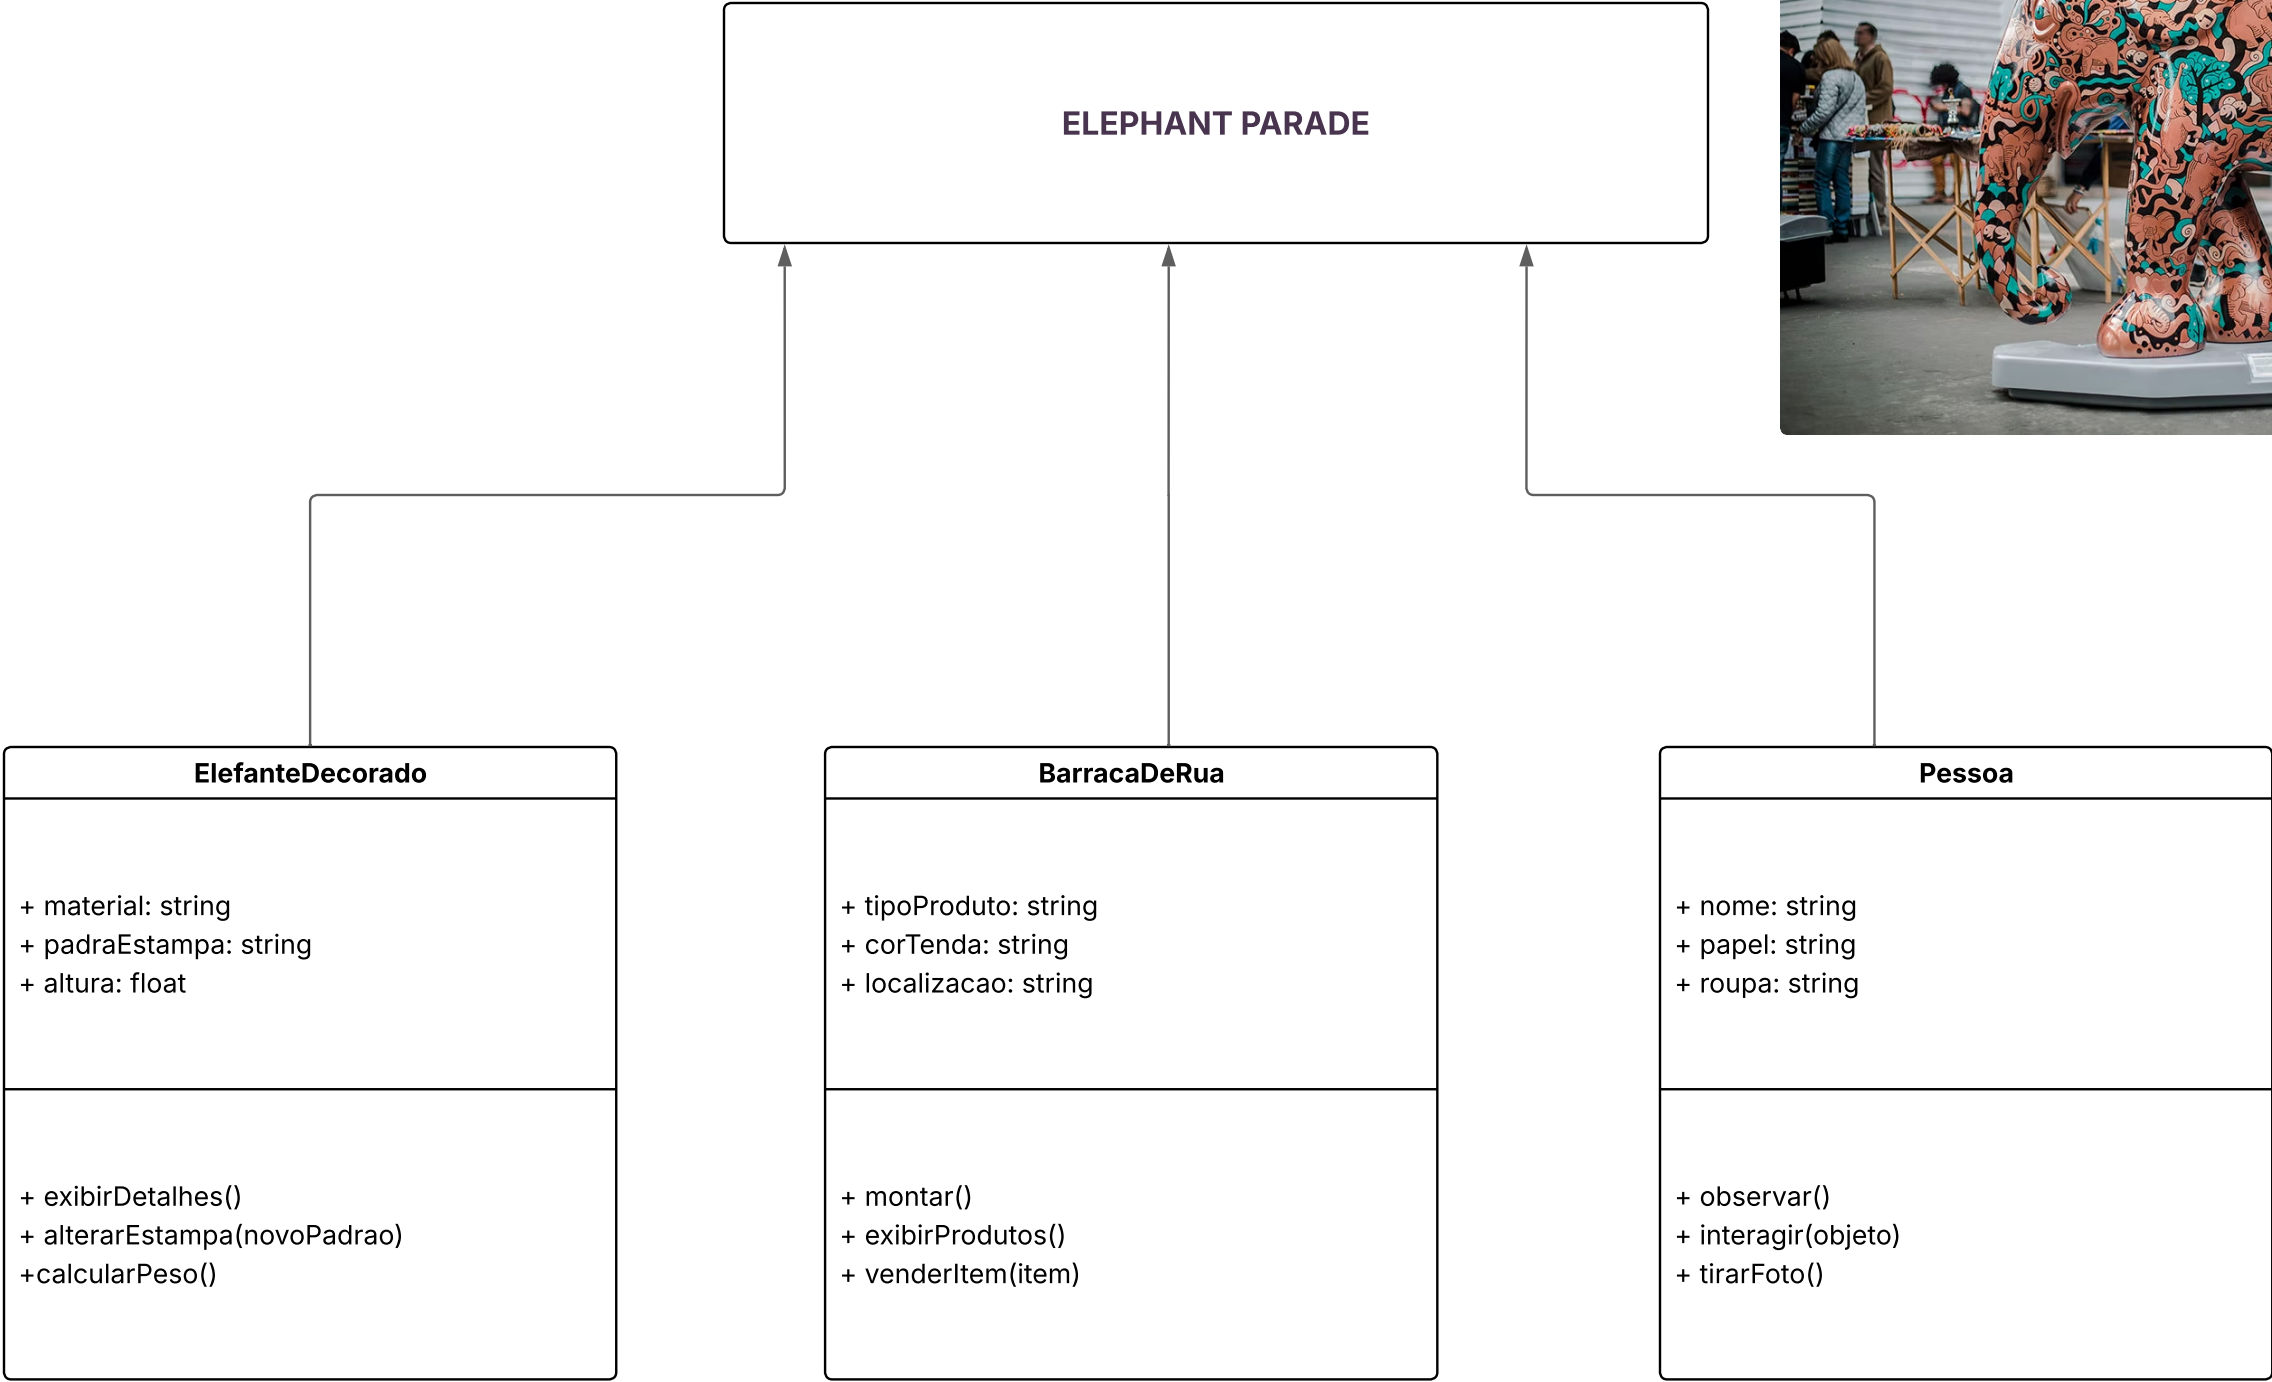 ELEPHANT PARADE
ElefanteDecorado
+ material: string
+ padraEstampa: string
+ altura: float
+ exibirDetalhes()
+ alterarEstampa(novoPadrao)
+calcularPeso()
BarracaDeRua
+ tipoProduto: string
+ corTenda: string
+ localizacao: string
+ montar()
+ exibirProdutos()
+ venderItem(item)
Pessoa
+ nome: string
+ papel: string
+ roupa: string
+ observar()
+ interagir(objeto)
+ tirarFoto()